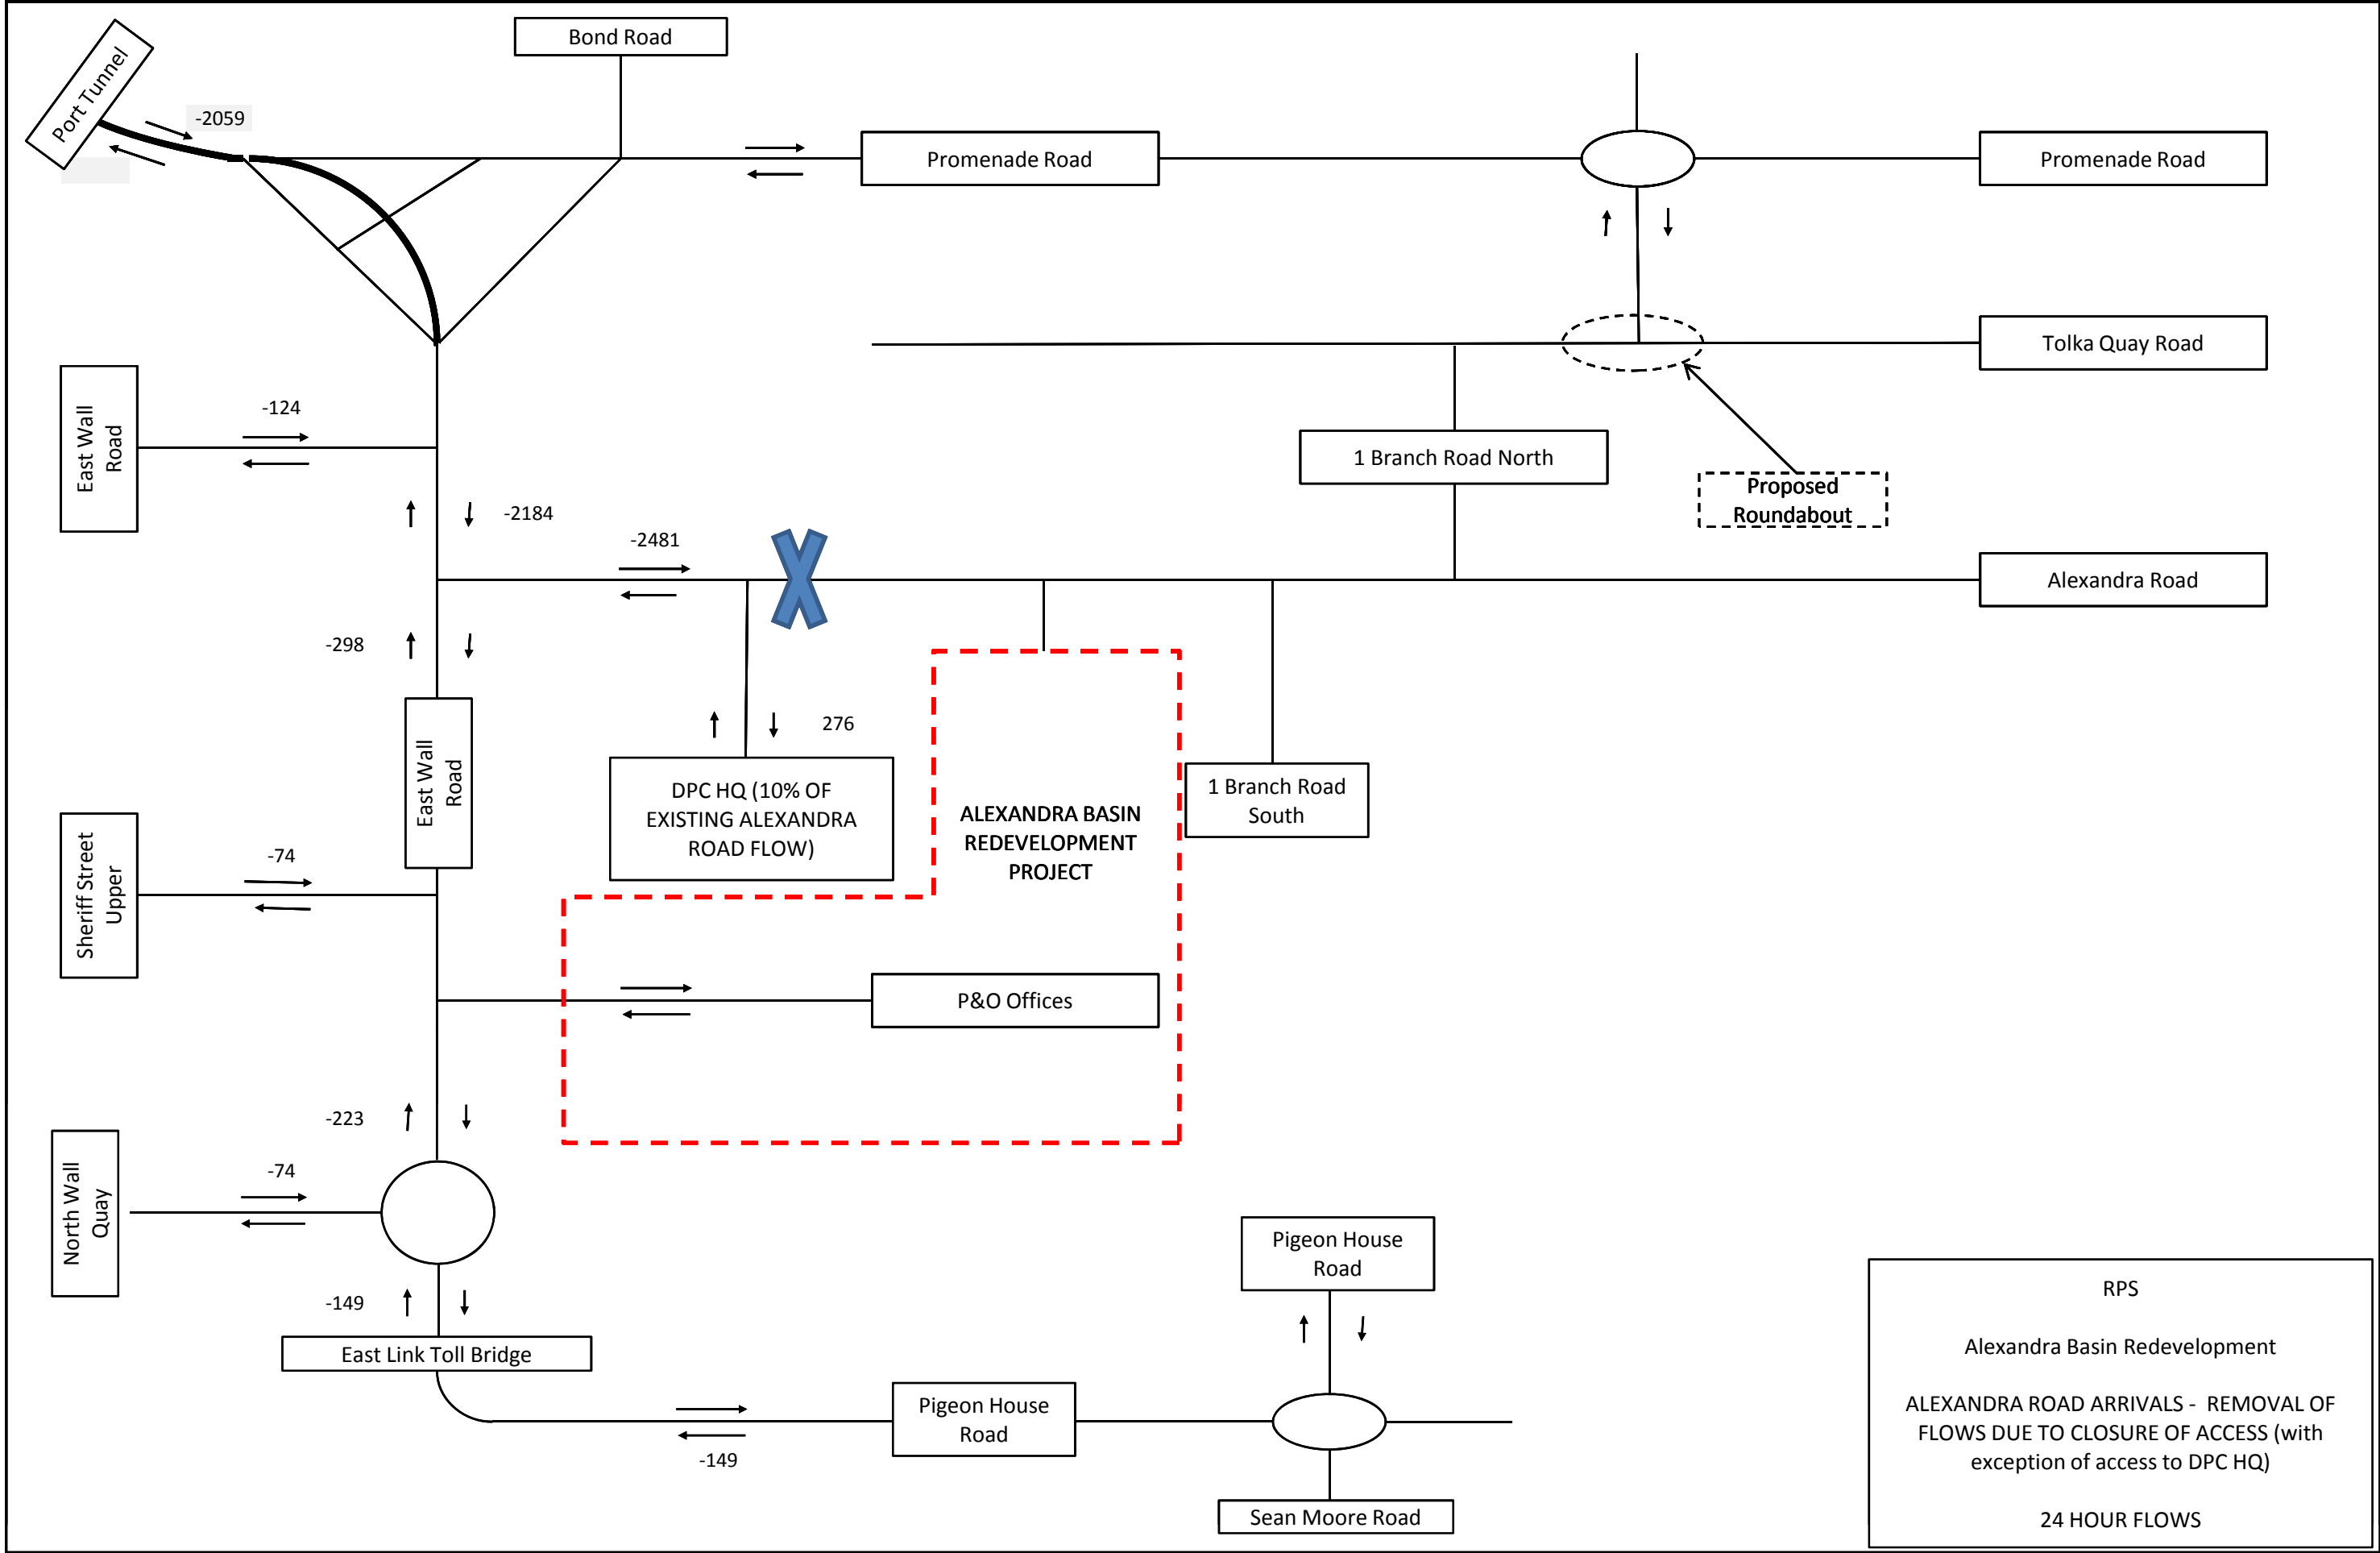 Bond Road
Port Tunnel
-2059
Promenade Road
Promenade Road
Tolka Quay Road
East Wall
Road
-124
1 Branch Road North
Proposed
Roundabout
-2184
-2481
Alexandra Road
-298
276
East Wall
Road
DPC HQ (10% OF
EXISTING ALEXANDRA
ROAD FLOW)
ALEXANDRA BASIN
REDEVELOPMENT
PROJECT
1 Branch Road
South
Sheriff Street
Upper
-74
P&O Offices
-223
North Wall
Quay
-74
-149
East Link Toll Bridge
Pigeon House
Road
Pigeon House
Road
-149
Sean Moore Road
RPS
Alexandra Basin Redevelopment
ALEXANDRA ROAD ARRIVALS - REMOVAL OF
FLOWS DUE TO CLOSURE OF ACCESS (with
exception of access to DPC HQ)
24 HOUR FLOWS